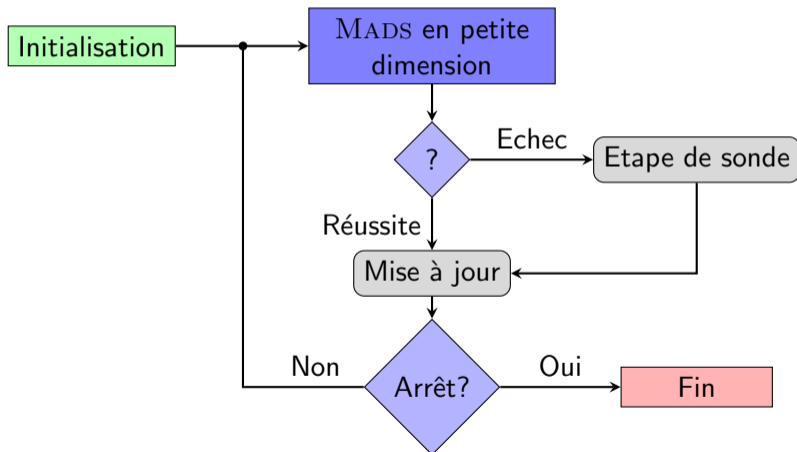 Initialisation
MADS en petite
dimension
?
Echec
Etape de sonde
Réussite
Mise à jour
Non
Arrêt?
Oui
Fin